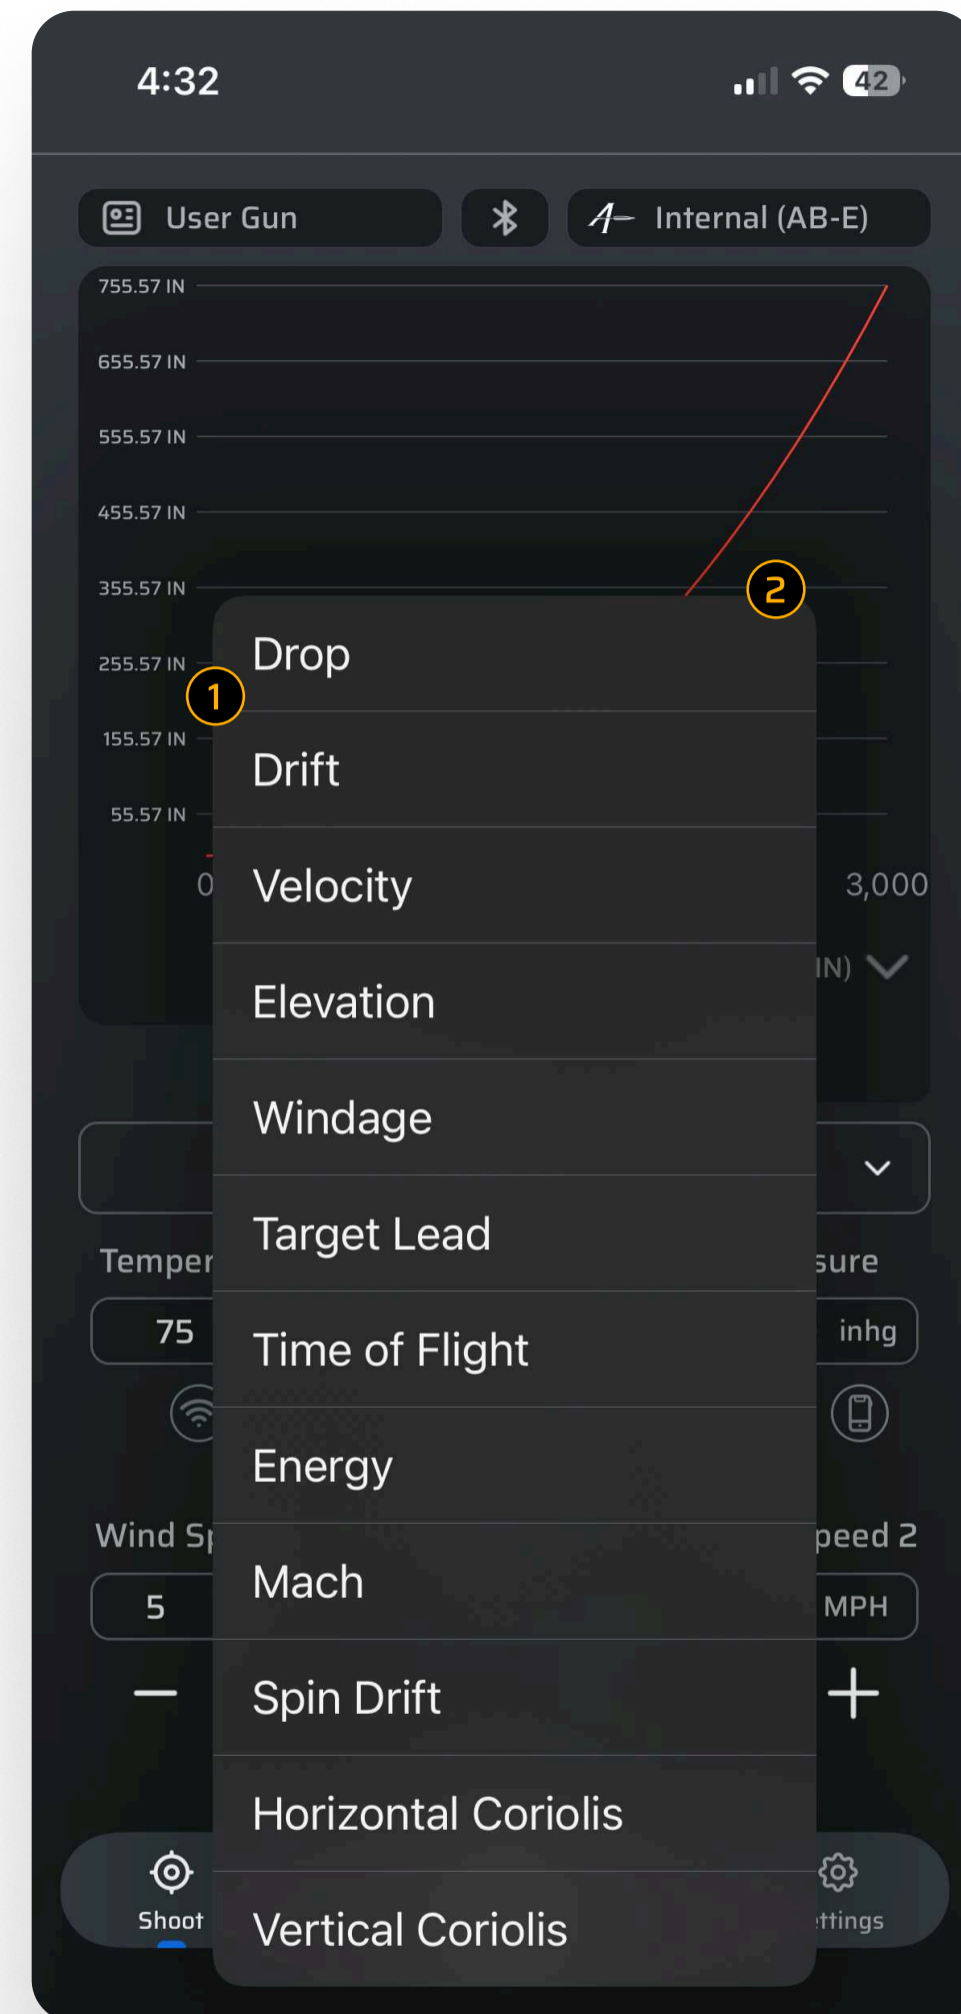 4:32
42
User Gun
Internal (AB-E)
755.57 IN
655.57 IN
555.57 IN
455.57 IN
355.57 IN
2
Drop
255.57 IN
1
155.57 IN
Drift
55.57 IN
0
Velocity
3,000
IN)
Elevation
Windage
Target Lead
Temper
sure
75
inhg
Time of Flight
Energy
Wind Sp
peed 2
Mach
5
MPH
Spin Drift
Horizontal Coriolis
Shoot
ettings
Vertical Coriolis